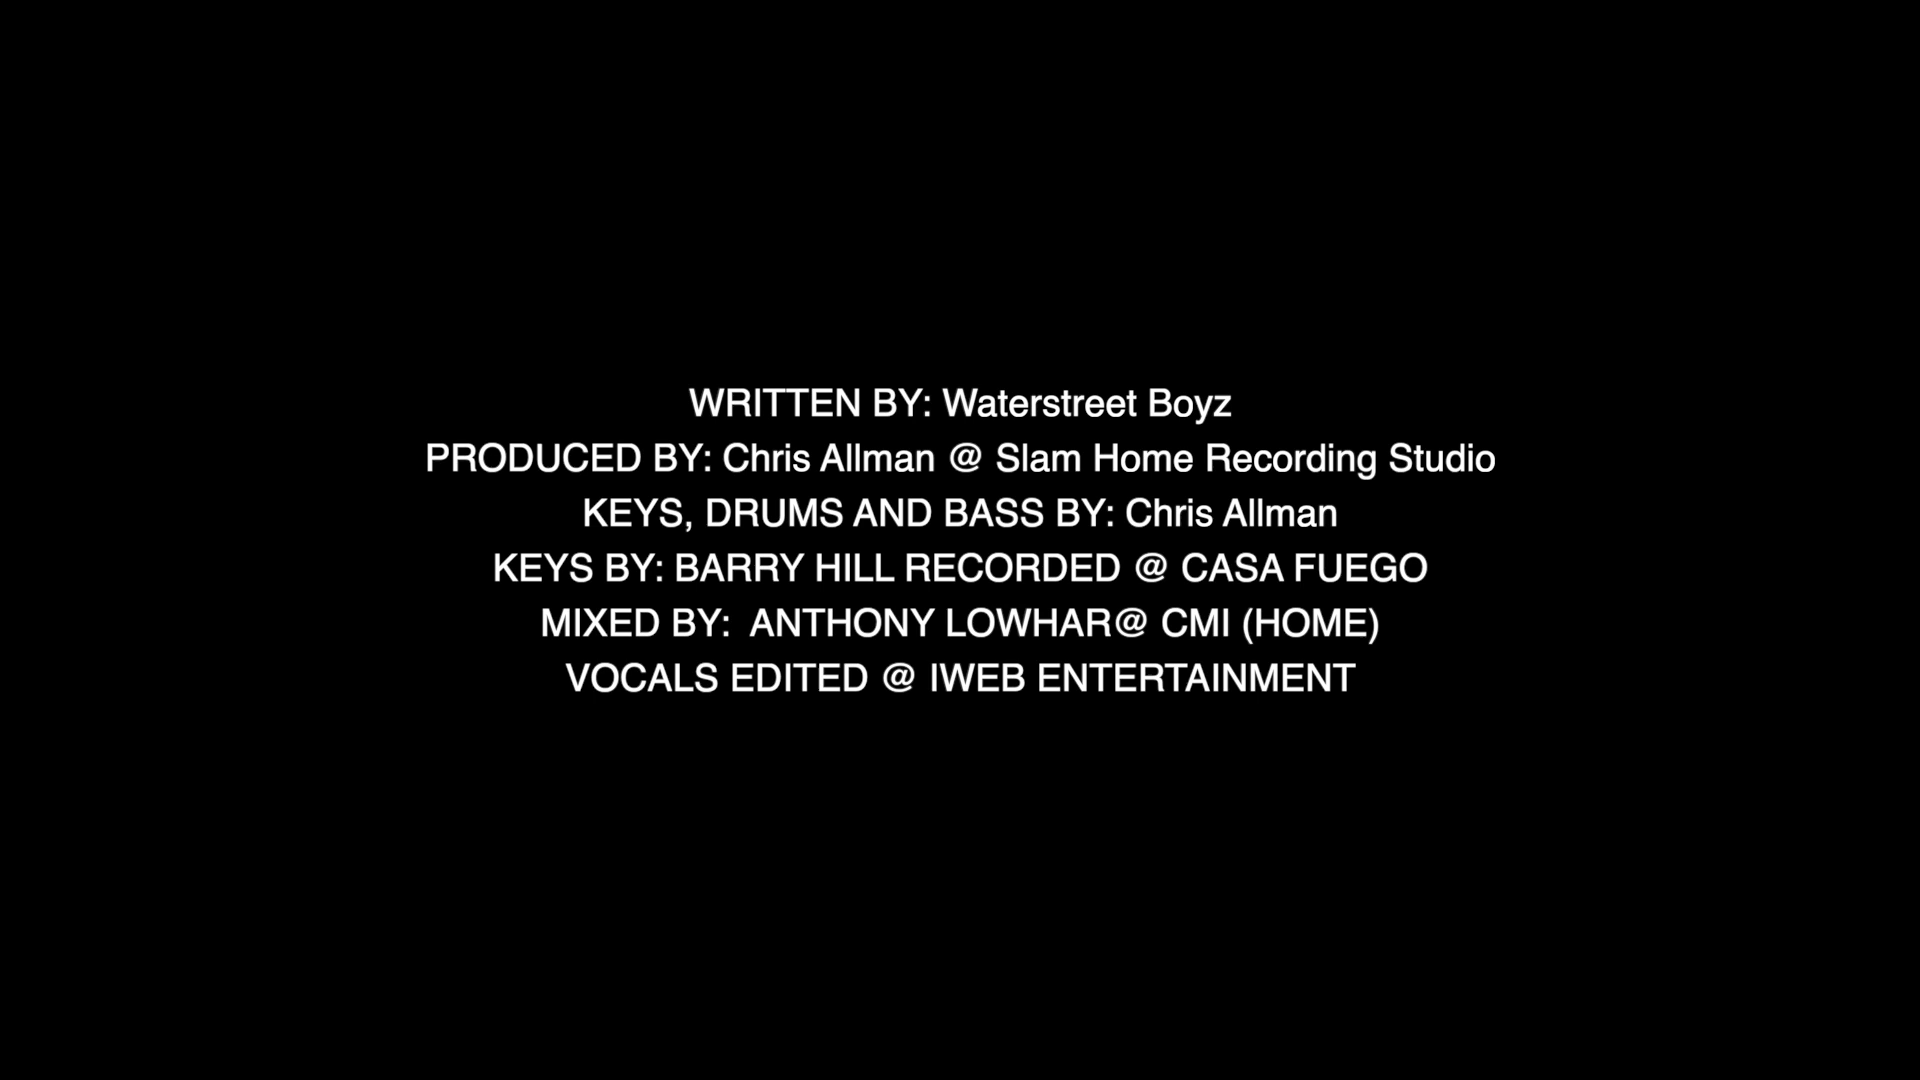 WRITTEN BY: Waterstreet Boyz
PRODUCED BY: Chris Allman @ Slam Home Recording Studio
KEYS, DRUMS AND BASS BY: Chris Allman
KEYS BY: BARRY HILL RECORDED @ CASA FUEGO
MIXED BY:  ANTHONY LOWHAR@ CMI (HOME)
VOCALS EDITED @ IWEB ENTERTAINMENT